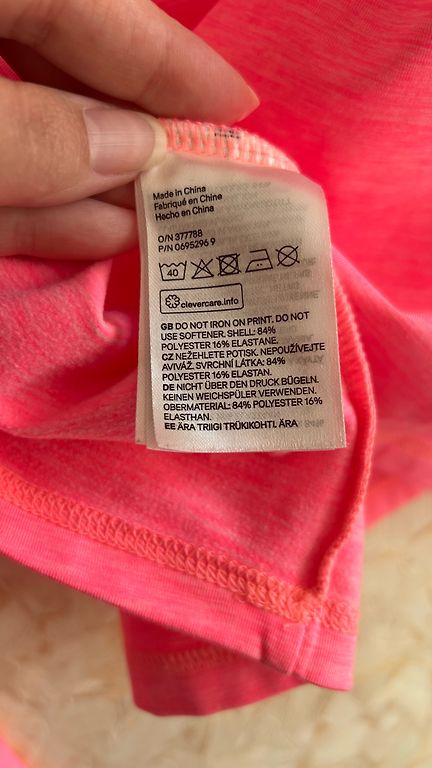 Made in China
Fabriqué en Chine
Hecho en China
O/N 377788
P/N 0695296 9
40
clevercare.info
GB DO NOT IRON ON PRINT. DO NOT
USE SOFTENER. SHELL: 84%
POLYESTER 16% ELASTANE.
CZ NEŽEHLETE POTISK. NEPOUŽÍVEJTE
AVIVÁŽ. SVRCHNÍ LÁTKA: 84%
POLYESTER 16% ELASTAN.
DE NICHT ÜBER DEN DRUCK BÜGELN.
KEINEN WEICHSPÜLER VERWENDEN.
OBERMATERIAL: 84% POLYESTER 16%
ELASTHAN.
EE ÄRA TRIIGI TRÜKIKOHTI. ÄRA